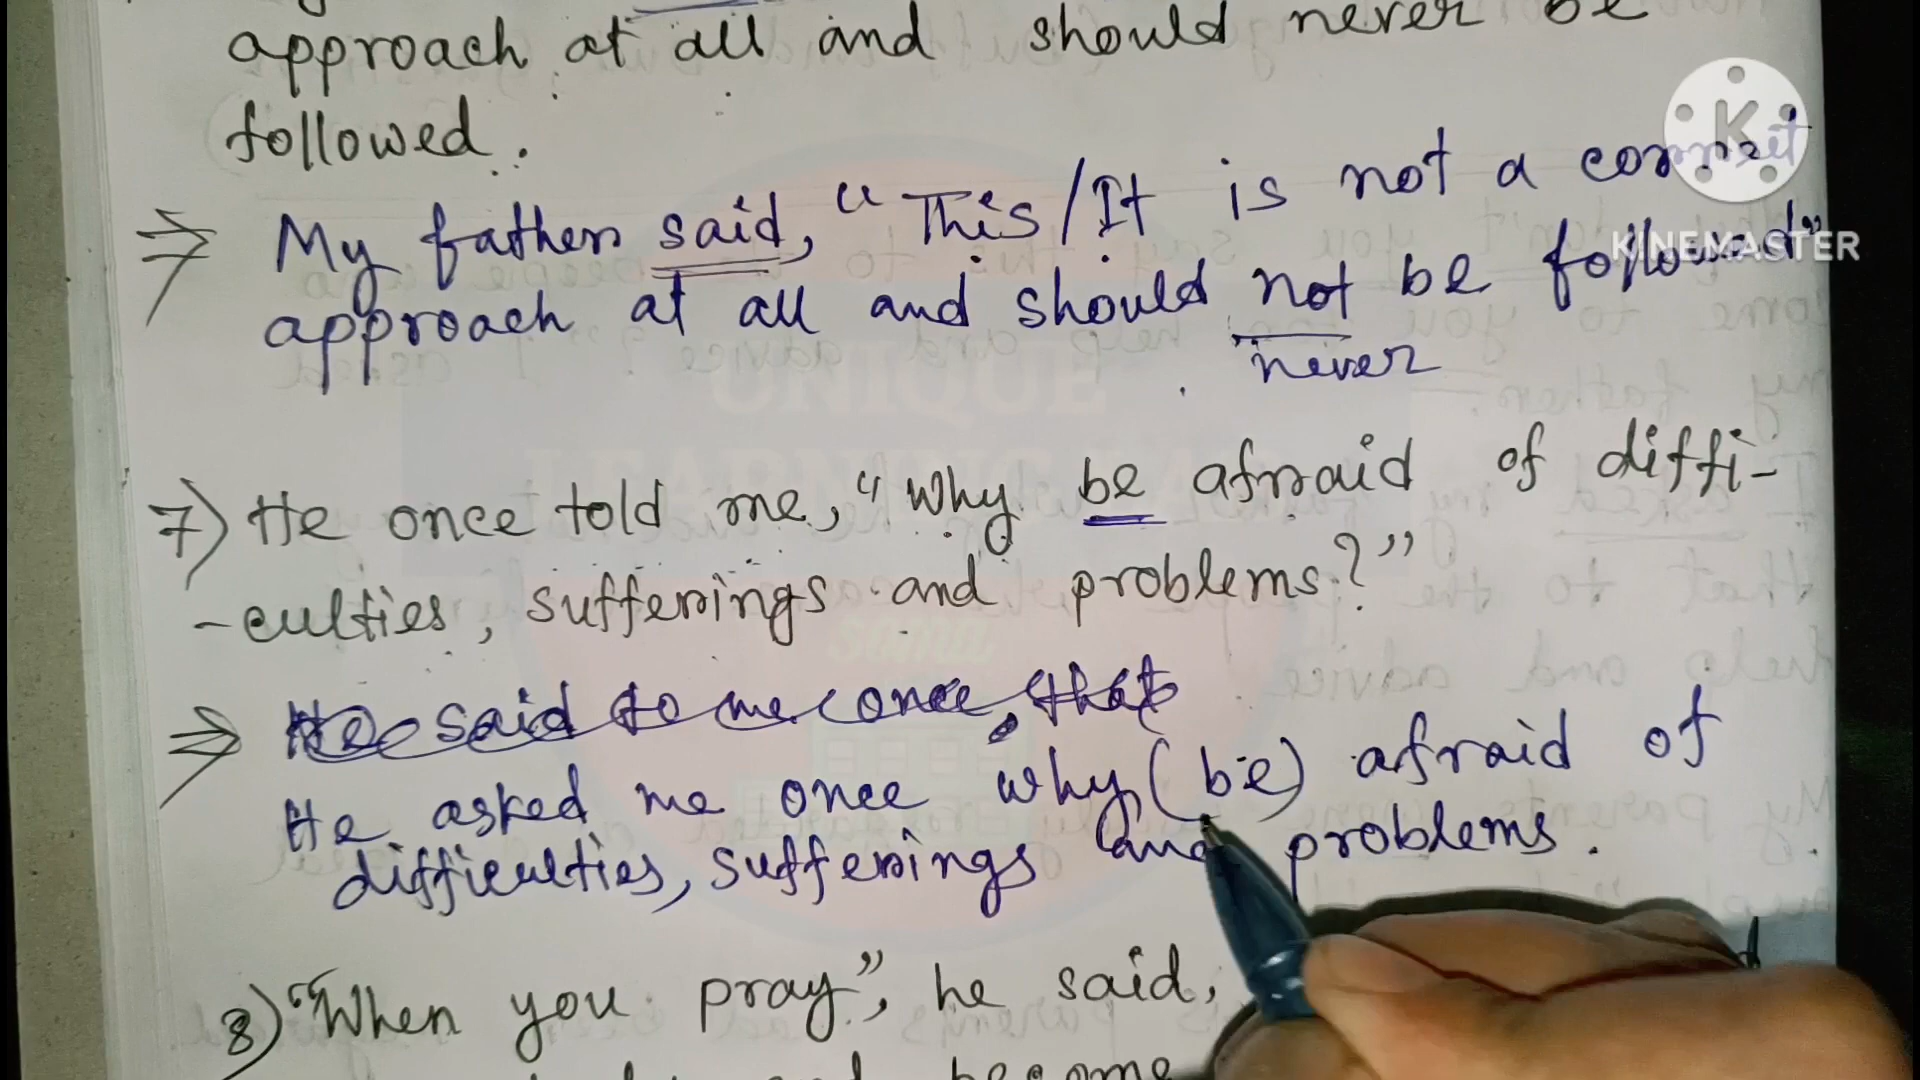 approach at all and should never be
followed.
⇒ My father said, "This/It is not a correct
approach at all and should not be followed"
never
7) He once told me, "Why be afraid of diffi-
-culties, sufferings and problems?"
⇒ He said to me once, that
He asked me once why (be) afraid of
difficulties, sufferings and problems.
8) "When you pray", he said,
become
K
KINEMASTER
UNIQUE
LEARNING